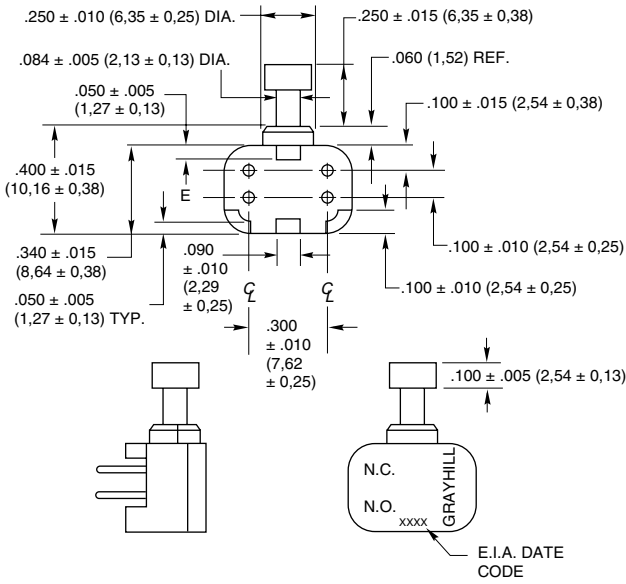 .250 ± .010 (6,35 ± 0,25) DIA.
.250 ± .015 (6,35 ± 0,38)
.084 ± .005 (2,13 ± 0,13) DIA.
.060 (1,52) REF.
.050 ± .005
(1,27 ± 0,13)
.100 ± .015 (2,54 ± 0,38)
.400 ± .015
(10,16 ± 0,38)
E
.340 ± .015
(8,64 ± 0,38)
.090
± .010
(2,29
± 0,25)
.100 ± .010 (2,54 ± 0,25)
.050 ± .005
(1,27 ± 0,13) TYP.
℄
℄
.100 ± .010 (2,54 ± 0,25)
.300
± .010
(7,62
± 0,25)
.100 ± .005 (2,54 ± 0,13)
N.C.
N.O.
xxxx
GRAYHILL
E.I.A. DATE
CODE